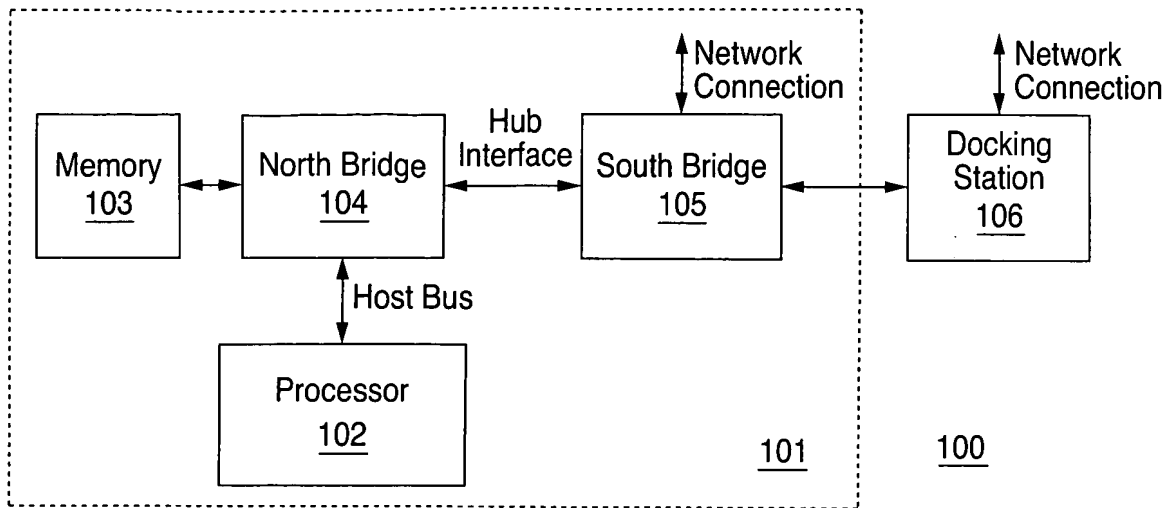 Network
Connection
Network
Connection
Memory
103
North Bridge
104
Hub
Interface
South Bridge
105
Docking
Station
106
Host Bus
Processor
102
101
100